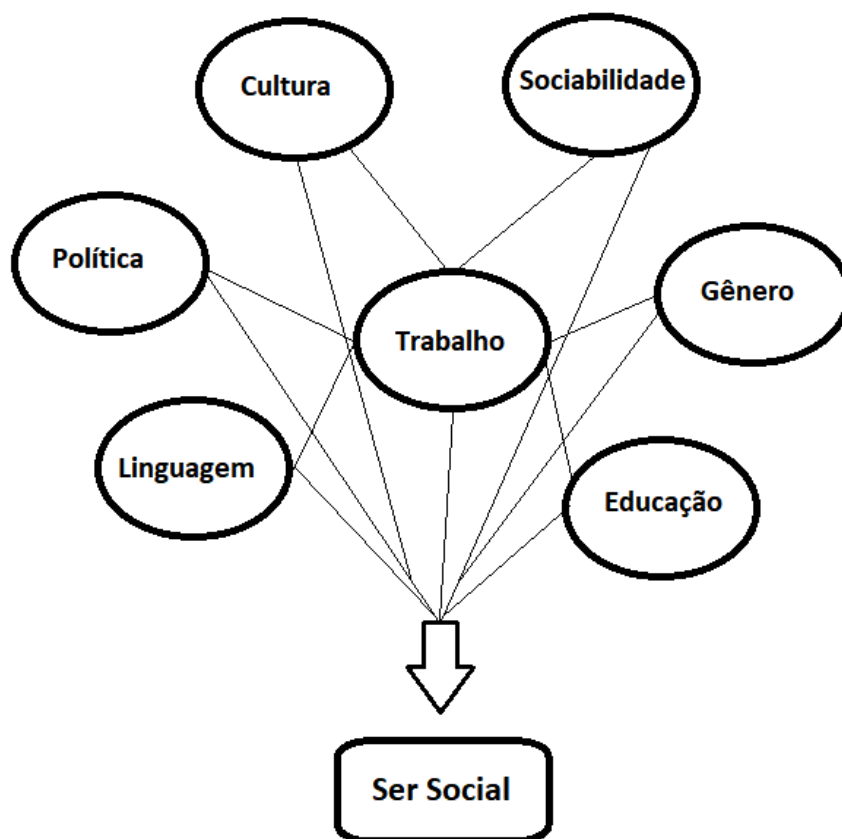 Cultura
Sociabilidade
Política
Gênero
Trabalho
Linguagem
Educação
Ser Social